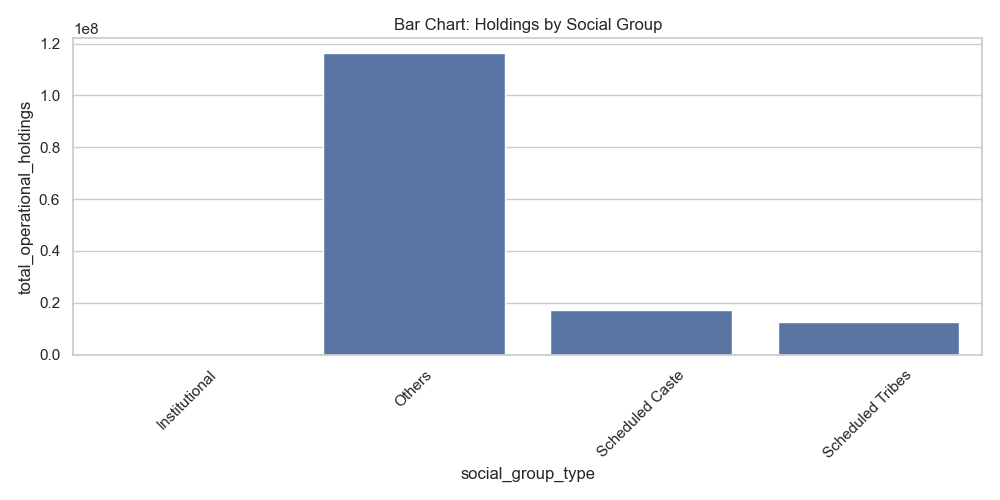 Bar Chart: Holdings by Social Group
1e8
1.2
1.0
0.8
0.6
0.4
0.2
0.0
total_operational_holdings
Institutional
Others
Scheduled Caste
Scheduled Tribes
social_group_type